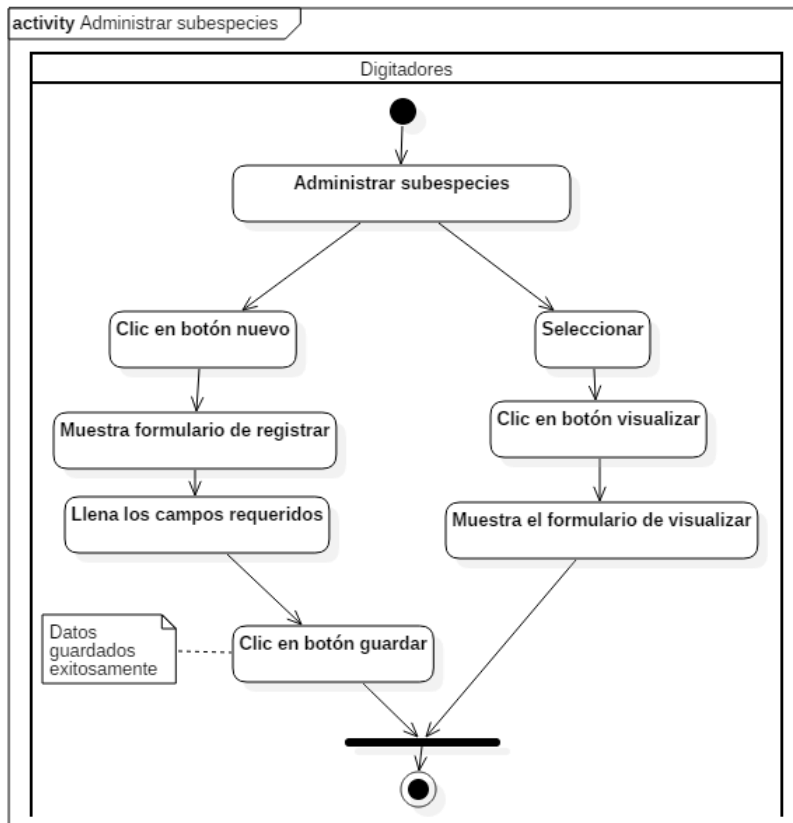 activity Administrar subespecies
Digitadores
Administrar subespecies
Clic en botón nuevo
Seleccionar
Muestra formulario de registrar
Clic en botón visualizar
Llena los campos requeridos
Muestra el formulario de visualizar
Datos
guardados
exitosamente
Clic en botón guardar